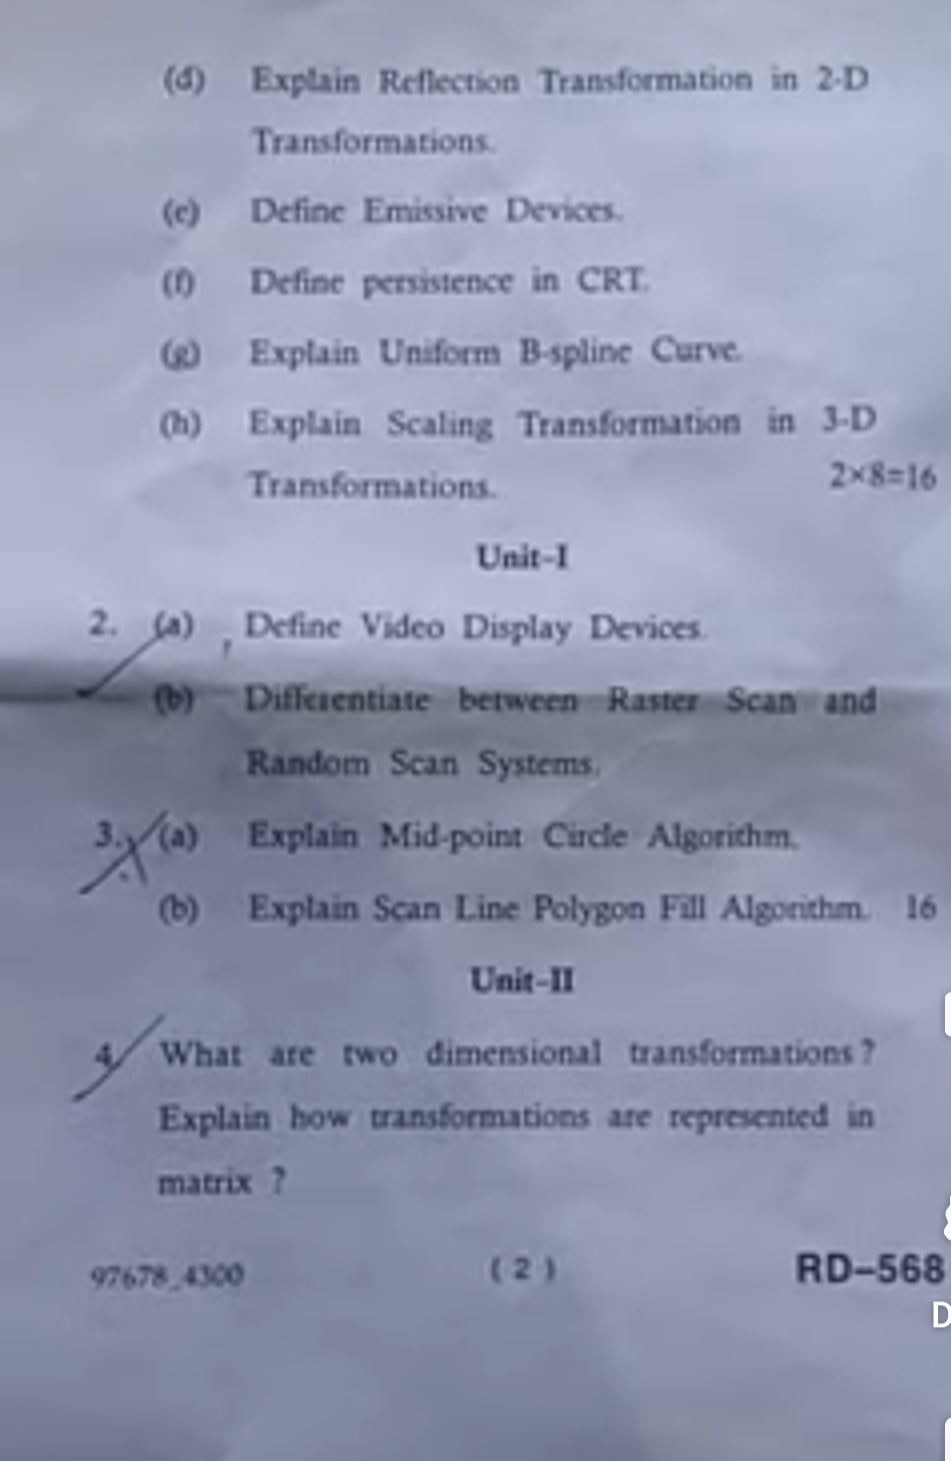 (d) Explain Reflection Transformation in 2-D
Transformations.
(e) Define Emissive Devices.
(f) Define persistence in CRT.
(g) Explain Uniform B-spline Curve.
(h) Explain Scaling Transformation in 3-D
Transformations. 2×8=16
Unit-I
2. (a) Define Video Display Devices.
(b) Differentiate between Raster Scan and
Random Scan Systems.
3. (a) Explain Mid-point Circle Algorithm.
(b) Explain Scan Line Polygon Fill Algorithm. 16
Unit-II
4. What are two dimensional transformations ?
Explain how transformations are represented in
matrix ?
97678_4300 ( 2 ) RD-568
D